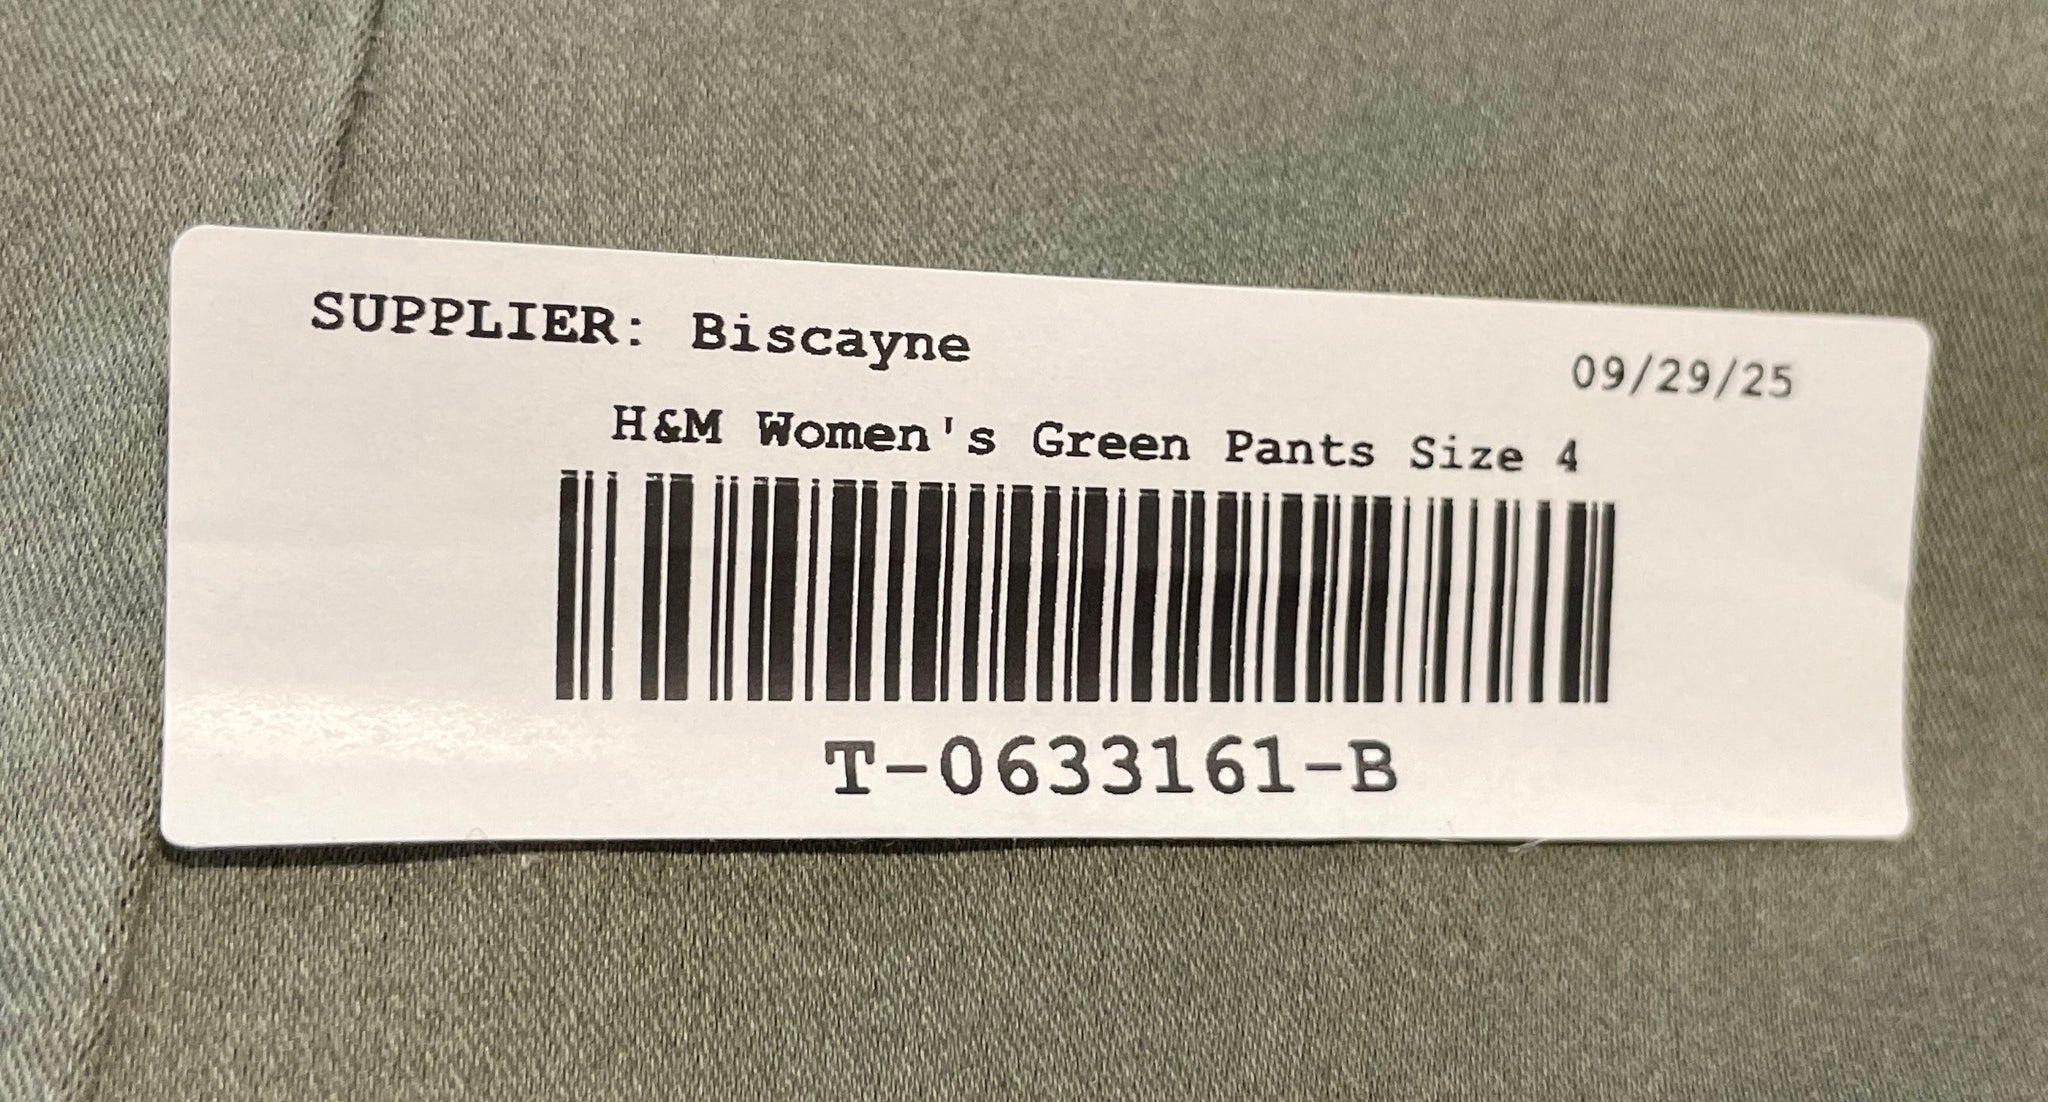 SUPPLIER: Biscayne
09/29/25
H&M Women's Green Pants Size 4
T-0633161-B